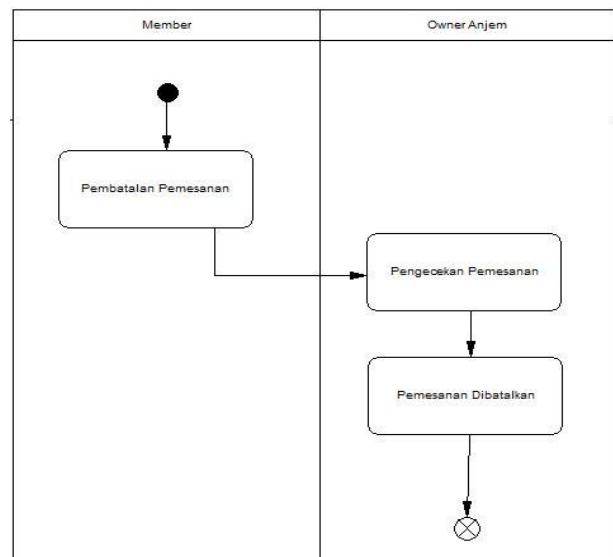 Member
Owner Anjem
Pembatalan Pemesanan
Pengecekan Pemesanan
Pemesanan Dibatalkan